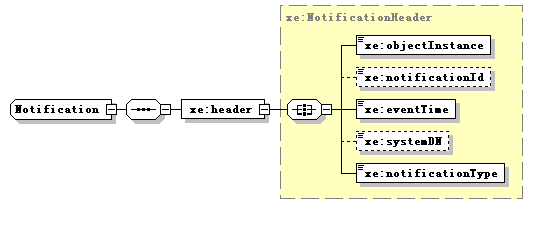 xe:NotificationHeader
xe:objectInstance
xe:notificationId
Notification
xe:header
xe:eventTime
xe:systemDN
xe:notificationType